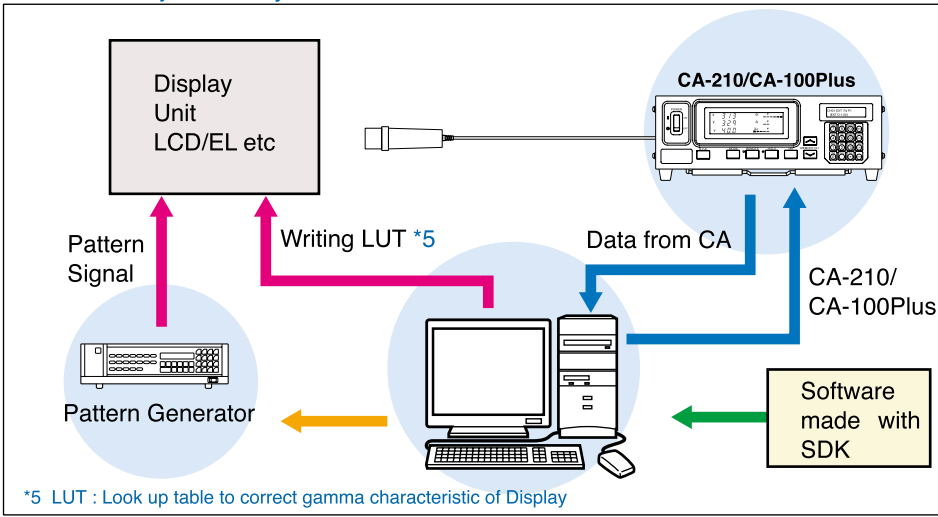 Display
Unit
LCD/EL etc
CA-210/CA-100Plus
Pattern
Signal
Writing LUT *5
Data from CA
CA-210/
CA-100Plus
Pattern Generator
Software
made with
SDK
*5 LUT : Look up table to correct gamma characteristic of Display